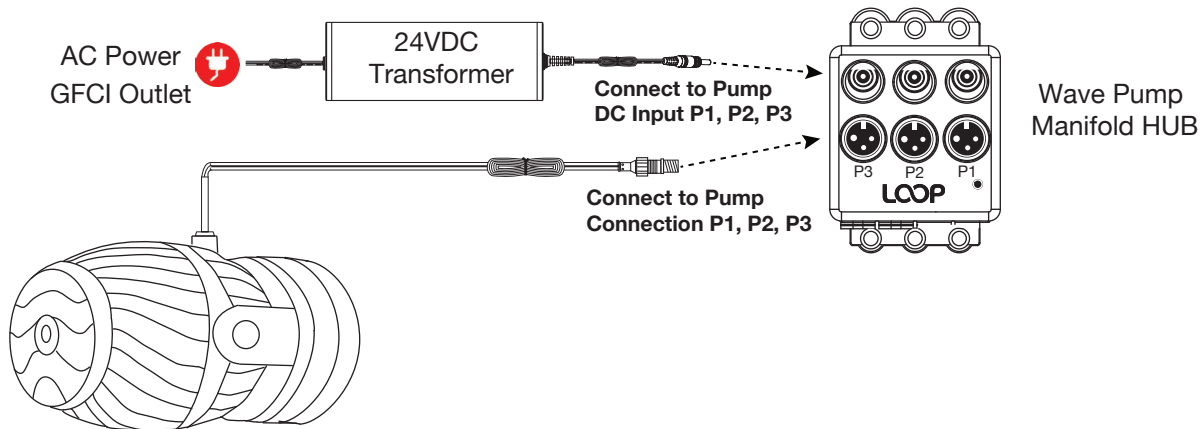 AC Power
GFCI Outlet
24VDC
Transformer
Connect to Pump
DC Input P1, P2, P3
Wave Pump
Manifold HUB
P3 P2 P1
LOOP
Connect to Pump
Connection P1, P2, P3